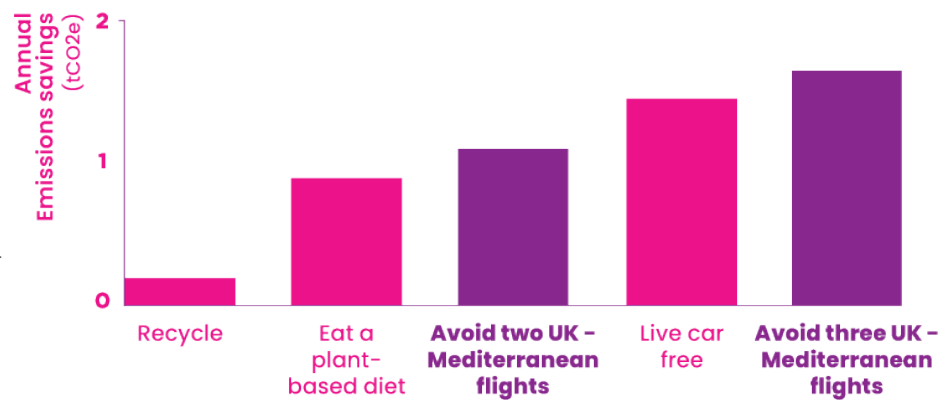 Annual
Emissions savings
(tCO2e)
2
1
0
Recycle
Eat a
plant-
based diet
Avoid two UK -
Mediterranean
flights
Live car
free
Avoid three UK -
Mediterranean
flights